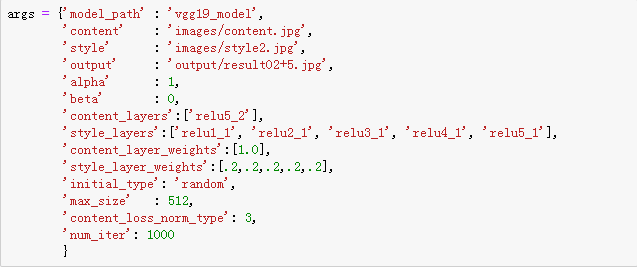 args = {'model_path' : 'vgg19_model',
'content'    : 'images/content.jpg',
'style'      : 'images/style2.jpg',
'output'     : 'output/result02+5.jpg',
'alpha'      : 1,
'beta'       : 0,
'content_layers':['relu5_2'],
'style_layers':['relu1_1', 'relu2_1', 'relu3_1', 'relu4_1', 'relu5_1'],
'content_layer_weights':[1.0],
'style_layer_weights':[.2,.2,.2,.2,.2],
'initial_type': 'random',
'max_size'   : 512,
'content_loss_norm_type': 3,
'num_iter': 1000
}